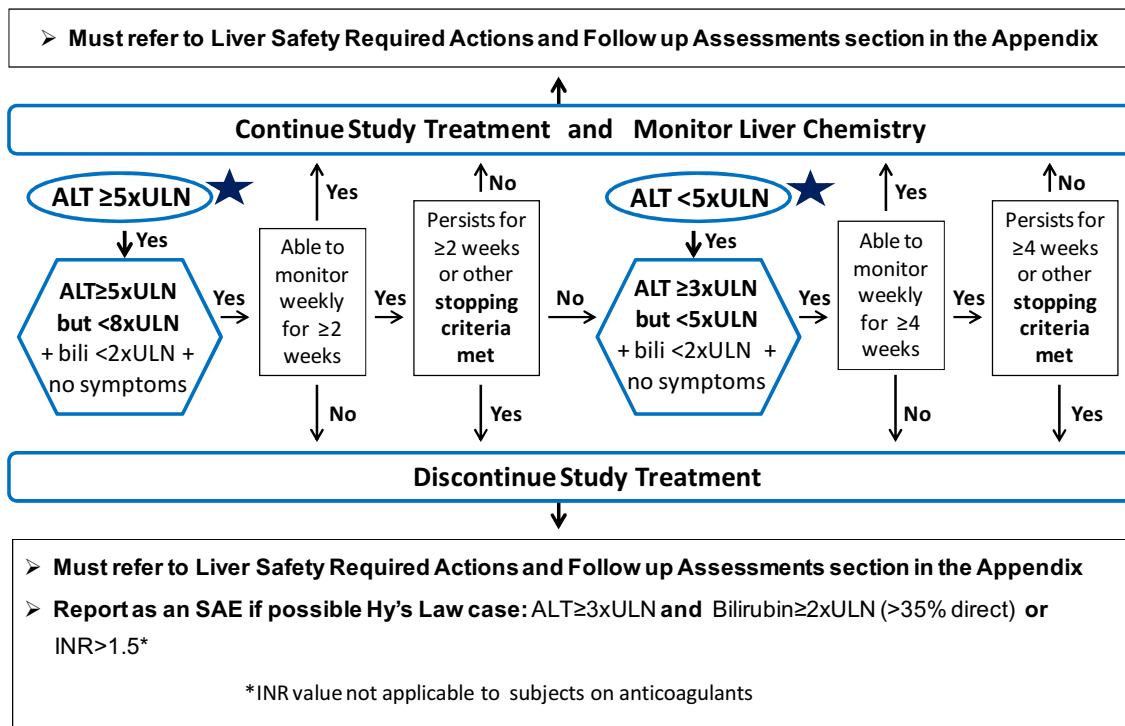 ➢ Must refer to Liver Safety Required Actions and Follow up Assessments section in the Appendix
Continue Study Treatment and Monitor Liver Chemistry
ALT ≥5xULN
Yes
ALT≥5xULN
but <8xULN
+ bili <2xULN +
no symptoms
Yes
Yes
Able to
monitor
weekly
for ≥2
weeks
No
Yes
No
Persists for
≥2 weeks
or other
stopping
criteria
met
Yes
No
ALT <5xULN
Yes
ALT ≥3xULN
but <5xULN
+ bili <2xULN +
no symptoms
Yes
Yes
Able to
monitor
weekly
for ≥4
weeks
No
Yes
No
Persists for
≥4 weeks
or other
stopping
criteria
met
Yes
Discontinue Study Treatment
➢ Must refer to Liver Safety Required Actions and Follow up Assessments section in the Appendix
➢ Report as an SAE if possible Hy's Law case: ALT≥3xULN and Bilirubin≥2xULN (>35% direct) or
INR>1.5*
*INR value not applicable to subjects on anticoagulants